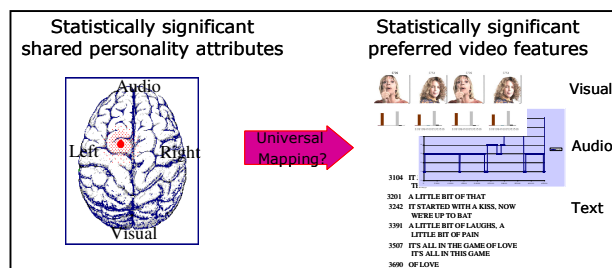 Statistically significant
shared personality attributes
Statistically significant
preferred video features
Audio
Left
Right
Visual
Universal
Mapping?
Visual
Audio
Text
3104 IT
3201 A LITTLE BIT OF THAT
3242 IT STARTED WITH A KISS, NOW
WE'RE UP TO BAT
3391 A LITTLE BIT OF LAUGHS, A
LITTLE BIT OF PAIN
3507 IT'S ALL IN THE GAME OF LOVE
IT'S ALL IN THIS GAME
3690 OF LOVE